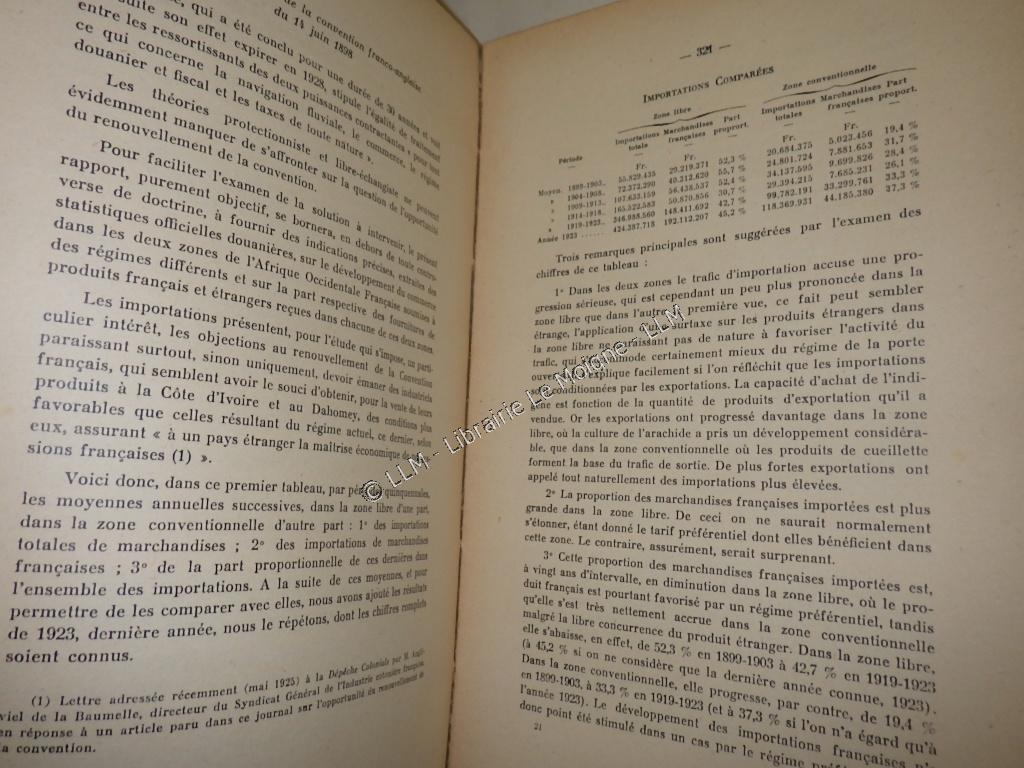 de la convention franco-anglaise
du 14 juin 1898
qui a été conclu pour une durée de 30 années et
son effet expirer en 1928, stipule l'égalité de traitement
entre les ressortissants des deux puissances contractantes « pour tout
ce qui concerne la navigation fluviale, le commerce, le régime
douanier et fiscal et les taxes de toute nature ».
Les théories protectionniste et libre-échangiste ne peuvent
évidemment manquer de s'affronter sur la question de l'opportunité
du renouvellement de la convention.
Pour faciliter l'examen de la solution à intervenir, le présent
rapport, purement objectif, se bornera, en dehors de toute contro-
verse de doctrine, à fournir des indications précises, extraites des
statistiques officielles douanières, sur le développement du commerce
dans les deux zones de l'Afrique Occidentale Française soumises à
des régimes différents et sur la part respective des fournitures de
produits français et étrangers reçues dans chacune de ces deux zones.
Les importations présentent, pour l'étude qui s'impose, un parti-
culier intérêt, les objections au renouvellement de la Convention
paraissant surtout, sinon uniquement, devoir émaner des industriels
français, qui semblent avoir le souci d'obtenir, pour la vente de leurs
produits à la Côte d'Ivoire et au Dahomey, des conditions plus
favorables que celles résultant du régime actuel, ce dernier, selon
eux, assurant « à un pays étranger la maîtrise économique de
sions françaises (1) ».
Voici donc, dans ce premier tableau, par périodes quinquennales,
les moyennes annuelles successives, dans la zone libre d'une part,
dans la zone conventionnelle d'autre part : 1° des importations
totales de marchandises ; 2° des importations de marchandises
françaises ; 3° de la part proportionnelle de ces dernières dans
l'ensemble des importations. A la suite de ces moyennes, et pour
permettre de les comparer avec elles, nous avons ajouté les résultats
de 1923, dernière année, nous le répétons, dont les chiffres complets
soient connus.
(1) Lettre adressée récemment (mai 1925) à la Dépêche Coloniale par M. Angli-
viel de la Baumelle, directeur du Syndicat Général de l'Industrie cotonnière française
en réponse à un article paru dans ce journal sur l'opportunité du renouvellement de
la convention.
— 321 —
IMPORTATIONS COMPARÉES
Zone libre Zone conventionnelle
Période Importations totale Marchandises françaises Part proport. Importations totales Marchandises françaises Part proport.
Fr. Fr. Fr. Fr.
Moyen. 1899-1903.. 55.829.435 29.219.371 52,3 % 20.684.375 5.023.456 19,4 %
» 1904-1908.. 72.372.290 40.312.620 55,7 % 24.801.724 7.881.653 31,7 %
» 1909-1913.. 107.633.159 56.438.537 52,4 % 34.137.595 9.699.826 28,4 %
» 1914-1918.. 165.522.583 50.870.856 30,7 % 29.394.215 7.685.231 26,1 %
» 1919-1923.. 346.988.560 148.411.692 42,7 % 99.782.191 33.299.761 33,3 %
Année 1923 ...... 424.387.718 192.112.207 45,2 % 118.369.931 44.185.380 37,3 %
Trois remarques principales sont suggérées par l'examen des
chiffres de ce tableau :
1° Dans les deux zones le trafic d'importation accuse une pro-
gression sérieuse, qui est cependant un peu plus prononcée dans la
zone libre que dans l'autre. A première vue, ce fait peut sembler
étrange, l'application d'une surtaxe sur les produits étrangers dans
la zone libre ne paraissant pas de nature à favoriser l'activité du
trafic, qui s'accommode certainement mieux du régime de la porte
ouverte. Il s'explique facilement si l'on réfléchit que les importations
sont conditionnées par les exportations. La capacité d'achat de l'indi-
gène est fonction de la quantité de produits d'exportation qu'il a
vendue. Or les exportations ont progressé davantage dans la zone
libre, où la culture de l'arachide a pris un développement considéra-
ble, que dans la zone conventionnelle où les produits de cueillette
forment la base du trafic de sortie. De plus fortes exportations ont
appelé tout naturellement des importations plus élevées.
2° La proportion des marchandises françaises importées est plus
grande dans la zone libre. De ceci on ne saurait normalement
s'étonner, étant donné le tarif préférentiel dont elles bénéficient dans
cette zone. Le contraire, assurément, serait surprenant.
3° Cette proportion des marchandises françaises importées est,
à vingt ans d'intervalle, en diminution dans la zone libre, où le pro-
duit français est pourtant favorisé par un régime préférentiel, tandis
qu'elle s'est très nettement accrue dans la zone conventionnelle
malgré la libre concurrence du produit étranger. Dans la zone libre,
elle s'abaisse, en effet, de 52,3 % en 1899-1903 à 42,7 % en 1919-1923
(à 45,2 % si on ne considère que la dernière année connue, 1923).
Dans la zone conventionnelle, elle progresse, par contre, de 19,4 %
en 1899-1903, à 33,3 % en 1919-1923 (et à 37,3 % si l'on n'a égard qu'à
l'année 1923). Le développement des importations françaises n'a
donc point été stimulé dans un cas par le régime
21
© LLM - Librairie Le Moigne - LLM